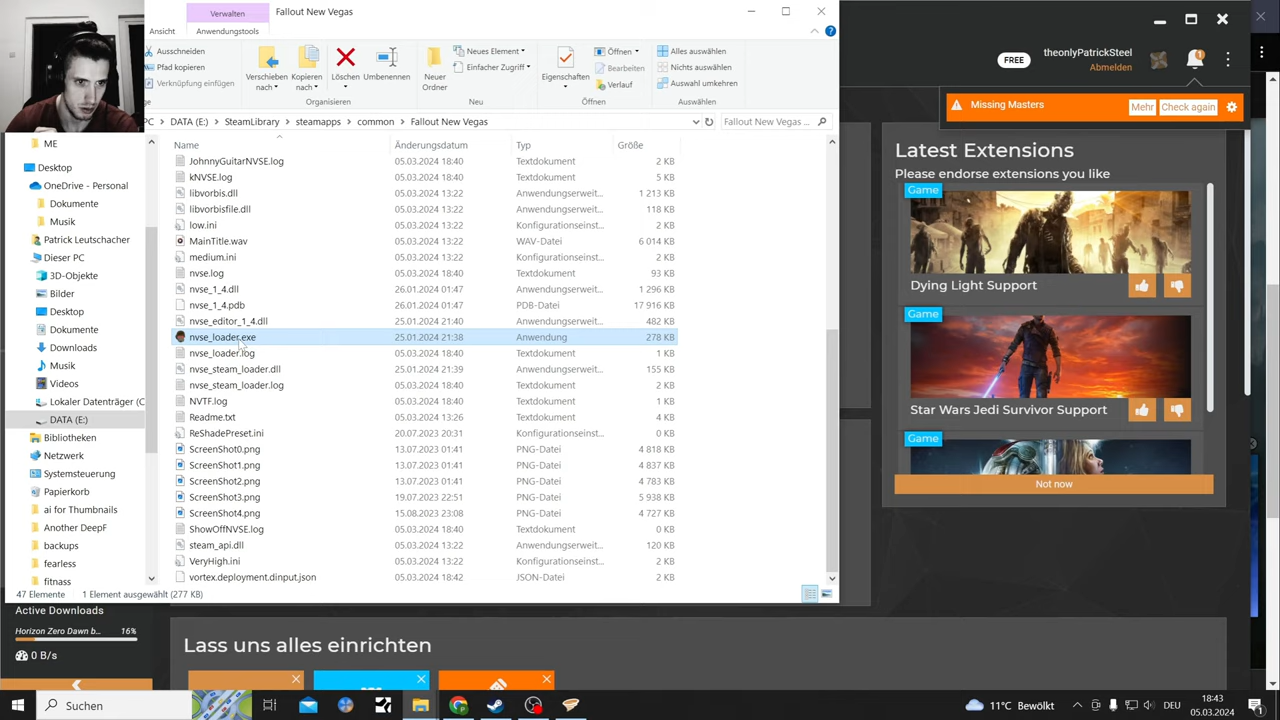 Verwalten
Fallout New Vegas
Ansicht
Anwendungstools
Ausschneiden
Pfad kopieren
Verknüpfung einfügen
Verschieben nach
Kopieren nach
Löschen
Umbenennen
Organisieren
Neuer Ordner
Neues Element
Einfacher Zugriff
Neu
Eigenschaften
Öffnen
Bearbeiten
Verlauf
Öffnen
Alles auswählen
Nichts auswählen
Auswahl umkehren
Auswählen
PC > DATA (E:) > SteamLibrary > steamapps > common > Fallout New Vegas
Fallout New Vegas ...
Name Änderungsdatum Typ Größe
JohnnyGuitarNVSE.log 05.03.2024 18:40 Textdokument 2 KB
kNVSE.log 05.03.2024 18:40 Textdokument 5 KB
libvorbis.dll 05.03.2024 13:22 Anwendungserweit... 1 213 KB
libvorbisfile.dll 05.03.2024 13:22 Anwendungserweit... 118 KB
low.ini 05.03.2024 13:22 Konfigurationseinst... 2 KB
MainTitle.wav 05.03.2024 13:22 WAV-Datei 6 014 KB
medium.ini 05.03.2024 13:22 Konfigurationseinst... 2 KB
nvse.log 05.03.2024 18:40 Textdokument 93 KB
nvse_1_4.dll 26.01.2024 01:47 Anwendungserweit... 1 296 KB
nvse_1_4.pdb 26.01.2024 01:47 PDB-Datei 17 916 KB
nvse_editor_1_4.dll 25.01.2024 21:40 Anwendungserweit... 482 KB
nvse_loader.exe 25.01.2024 21:38 Anwendung 278 KB
nvse_loader.log 05.03.2024 18:40 Textdokument 1 KB
nvse_steam_loader.dll 25.01.2024 21:39 Anwendungserweit... 155 KB
nvse_steam_loader.log 05.03.2024 18:40 Textdokument 2 KB
NVTF.log 05.03.2024 18:40 Textdokument 1 KB
Readme.txt 05.03.2024 13:26 Textdokument 4 KB
ReShadePreset.ini 20.07.2023 20:31 Konfigurationseinst... 0 KB
ScreenShot0.png 13.07.2023 01:41 PNG-Datei 4 818 KB
ScreenShot1.png 13.07.2023 01:41 PNG-Datei 4 837 KB
ScreenShot2.png 13.07.2023 01:41 PNG-Datei 4 783 KB
ScreenShot3.png 19.07.2023 22:51 PNG-Datei 5 938 KB
ScreenShot4.png 15.08.2023 23:08 PNG-Datei 4 727 KB
ShowOffNVSE.log 05.03.2024 18:40 Textdokument 0 KB
steam_api.dll 05.03.2024 13:22 Anwendungserweit... 120 KB
VeryHigh.ini 05.03.2024 13:22 Konfigurationseinst... 2 KB
vortex.deployment.dinput.json 05.03.2024 18:42 JSON-Datei 2 KB
ME
Desktop
OneDrive - Personal
Dokumente
Musik
Patrick Leutschacher
Dieser PC
3D-Objekte
Bilder
Desktop
Dokumente
Downloads
Musik
Videos
Lokaler Datenträger (C
DATA (E:)
Bibliotheken
Netzwerk
Systemsteuerung
Papierkorb
ai for Thumbnails
Another DeepF
backups
fearless
fitnass
47 Elemente 1 Element ausgewählt (277 KB)
FREE
theonlyPatrickSteel
Abmelden
1
Missing Masters
Mehr
Check again
Latest Extensions
Please endorse extensions you like
Game
Dying Light Support
Game
Star Wars Jedi Survivor Support
Game
Not now
Active Downloads
Horizon Zero Dawn b... 16%
0 B/s
Lass uns alles einrichten
Suchen
11°C Bewölkt
DEU
18:43
05.03.2024